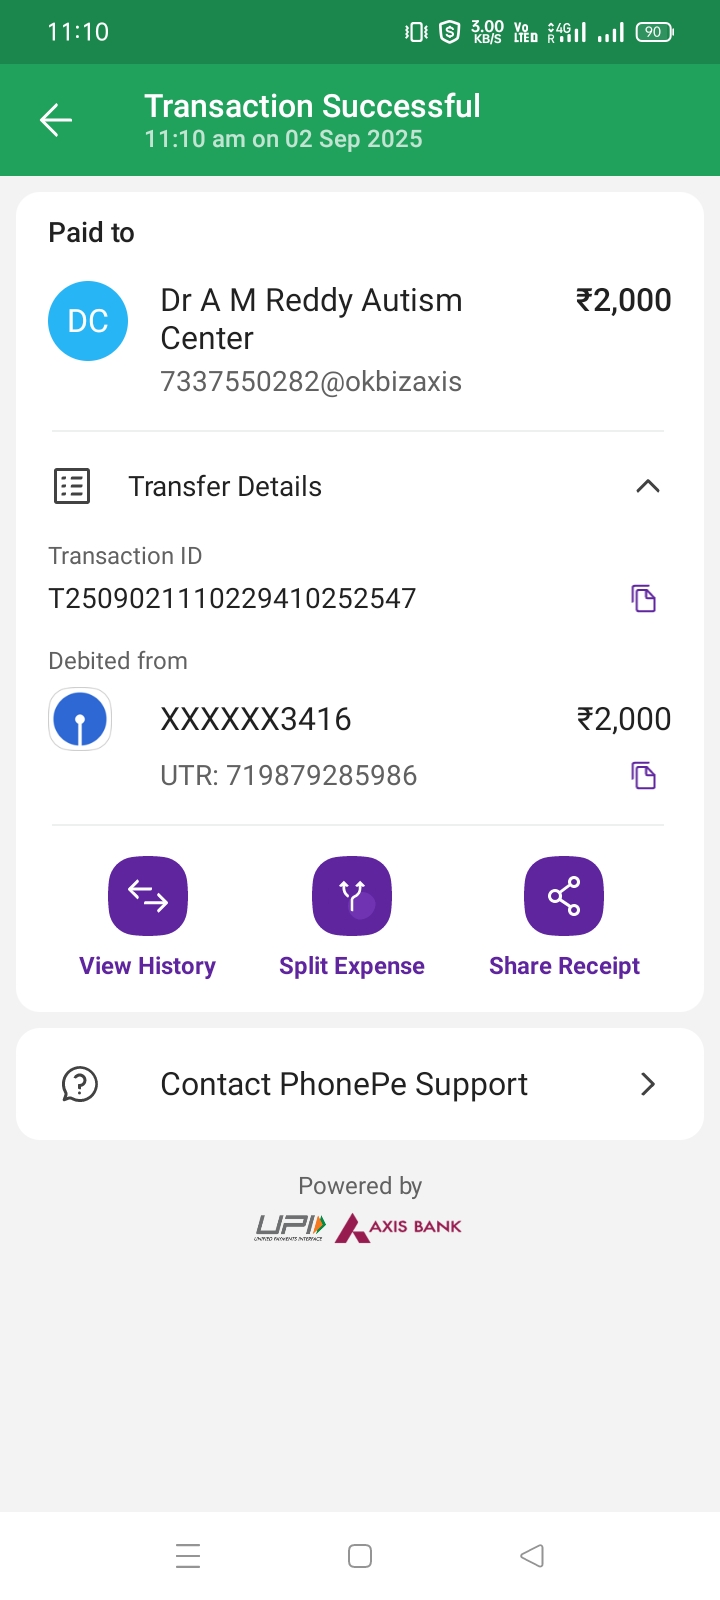 11:10
3.00 KB/S Vo LTED 4G R 90
Transaction Successful
11:10 am on 02 Sep 2025
Paid to
DC
Dr A M Reddy Autism Center
₹2,000
7337550282@okbizaxis
Transfer Details
Transaction ID
T2509021110229410252547
Debited from
XXXXXX3416
₹2,000
UTR: 719879285986
View History
Split Expense
Share Receipt
Contact PhonePe Support
Powered by
UPI AXIS BANK
UNIFIED PAYMENTS INTERFACE